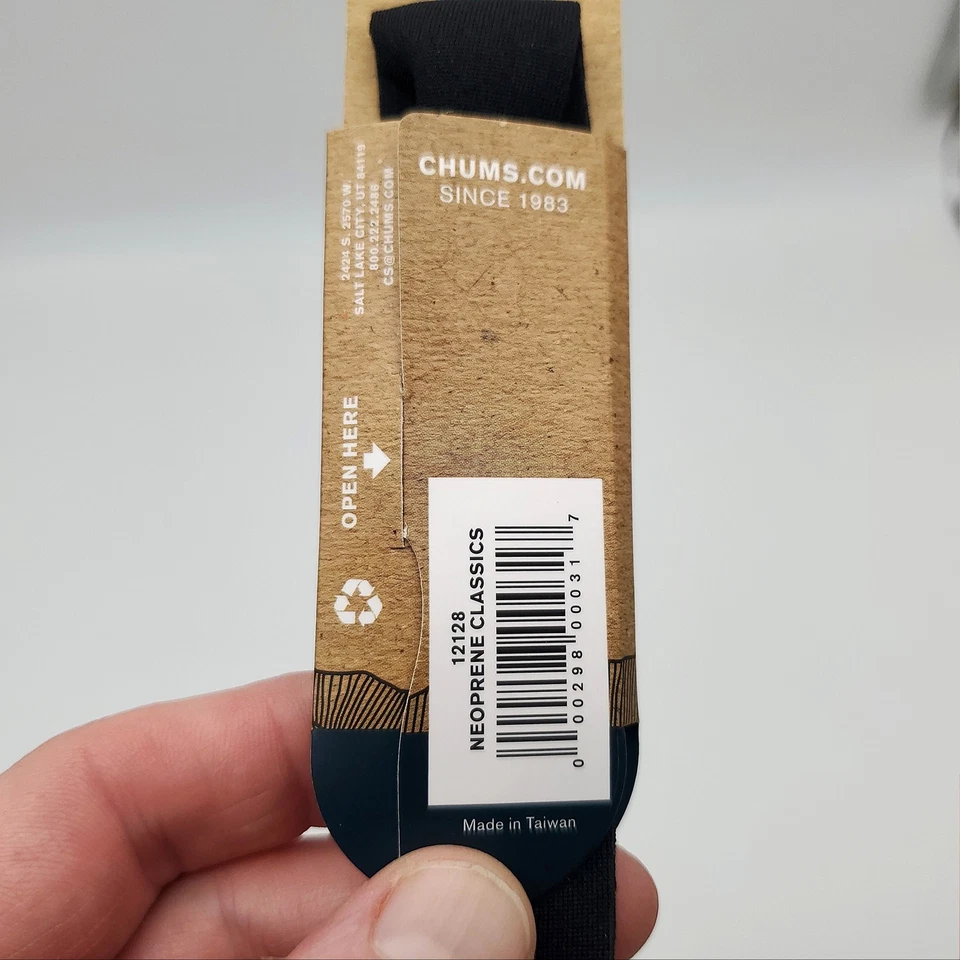 CHUMS.COM
SINCE 1983
2424 S. 2570 W.
SALT LAKE CITY, UT 84119
800.222.2486
CS@CHUMS.COM
OPEN HERE
12128
NEOPRENE CLASSICS
0 00298 00031 7
Made in Taiwan